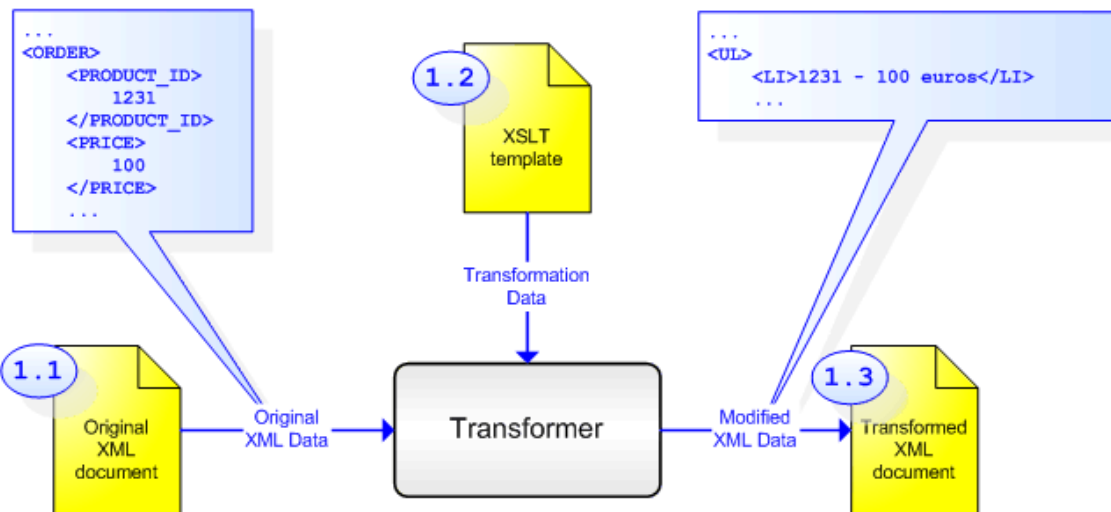 ...
<ORDER>
<PRODUCT_ID>
1231
</PRODUCT_ID>
<PRICE>
100
</PRICE>
...
1.2
XSLT
template
...
<UL>
<LI>1231 - 100 euros</LI>
...
Transformation
Data
1.1
Original
XML
document
Original
XML Data
Transformer
Modified
XML Data
1.3
Transformed
XML
document